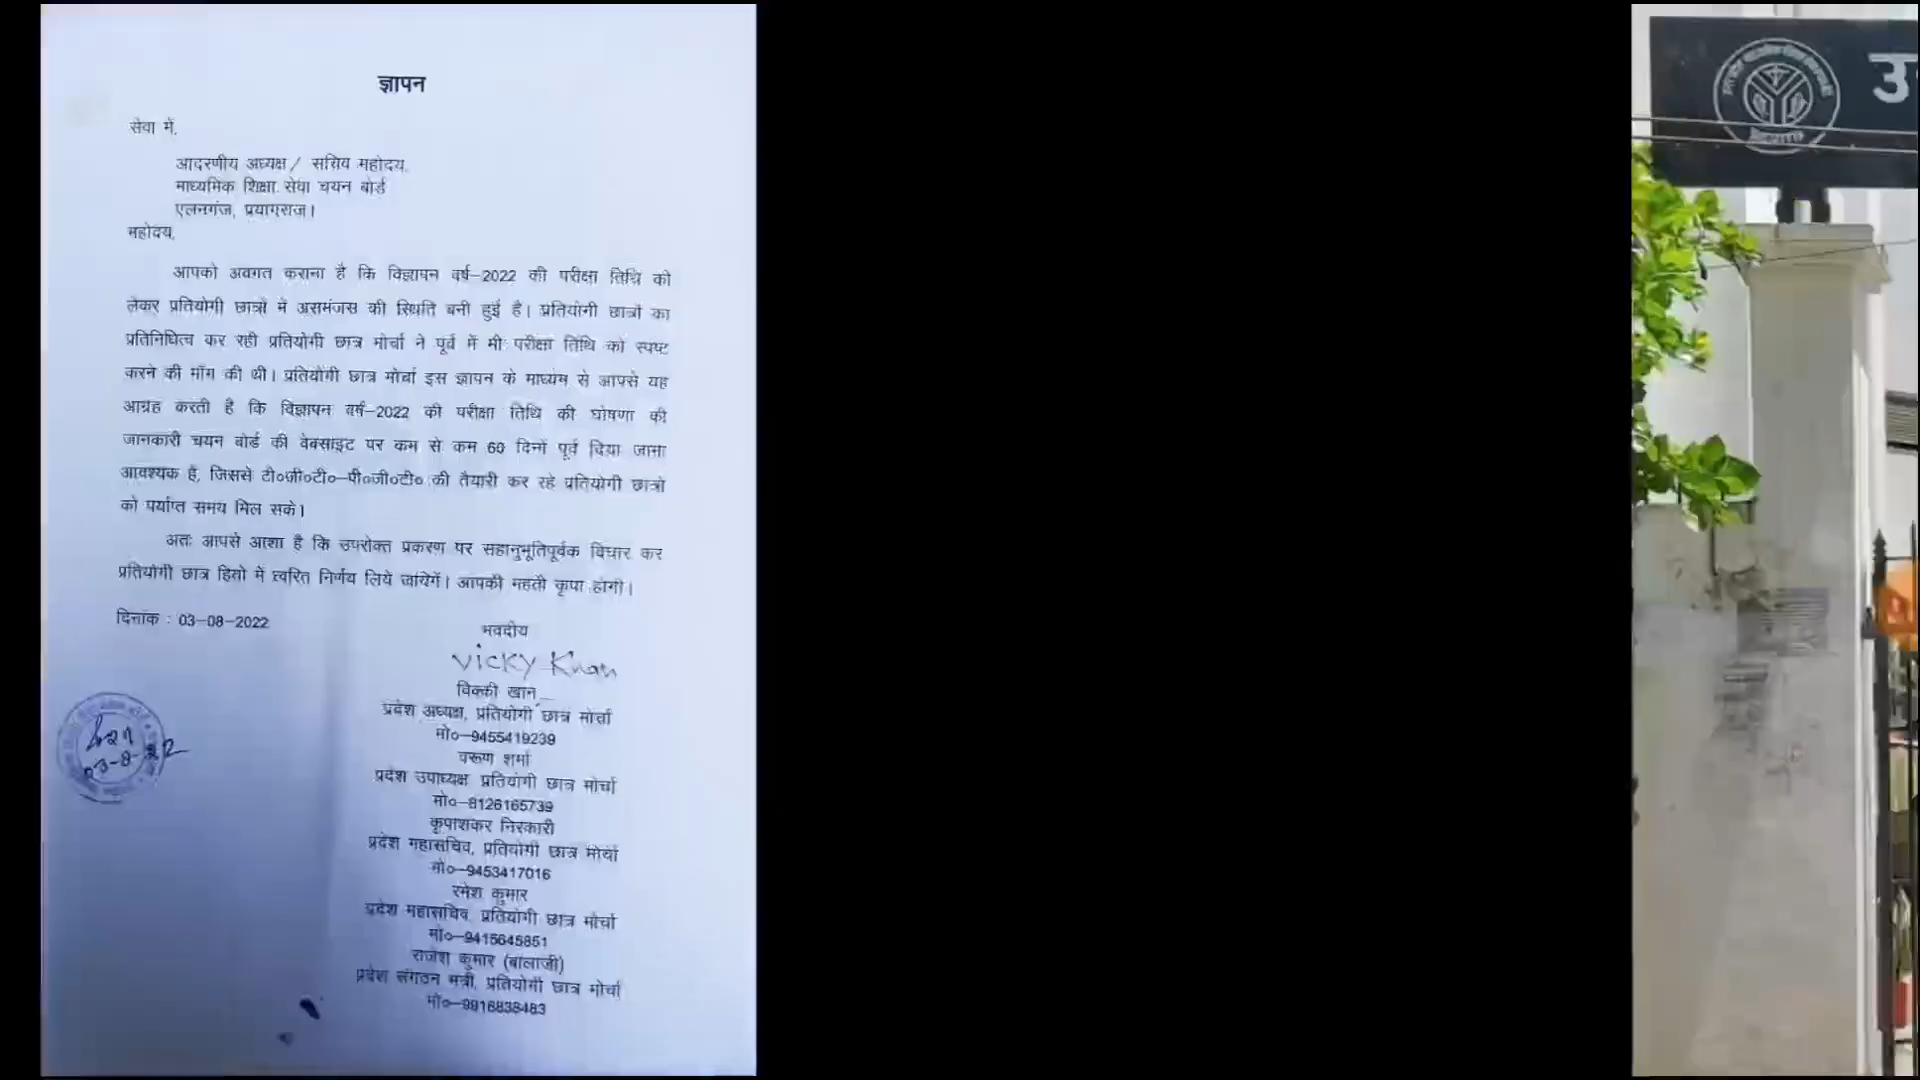 ज्ञापन
सेवा में,
आदरणीय अध्यक्ष/ सचिव महोदय,
माध्यमिक शिक्षा सेवा चयन बोर्ड
एलनगंज, प्रयागराज।
महोदय,
आपको अवगत कराना है कि विज्ञापन वर्ष–2022 की परीक्षा तिथि को
लेकर प्रतियोगी छात्रों में असमंजस की स्थिति बनी हुई है। प्रतियोगी छात्रों का
प्रतिनिधित्व कर रही प्रतियोगी छात्र मोर्चा ने पूर्व में भी परीक्षा तिथि को स्पष्ट
करने की माँग की थी। प्रतियोगी छात्र मोर्चा इस ज्ञापन के माध्यम से आपसे यह
आग्रह करती है कि विज्ञापन वर्ष–2022 की परीक्षा तिथि की घोषणा की
जानकारी चयन बोर्ड की वेक्साइट पर कम से कम 60 दिनों पूर्व दिया जाना
आवश्यक है, जिससे टी०जी०टी०–पी०जी०टी० की तैयारी कर रहे प्रतियोगी छात्रों
को पर्याप्त समय मिल सके।
अतः आपसे आशा है कि उपरोक्त प्रकरण पर सहानुभूतिपूर्वक विचार कर
प्रतियोगी छात्र हितो में त्वरित निर्णय लिये जायेगें। आपकी महती कृपा होगी।
दिनांक : 03–08–2022
भवदीय
Vicky Khan
विक्की खान
प्रदेश अध्यक्ष, प्रतियोगी छात्र मोर्चा
मो०–9455419239
वरूण शर्मा
प्रदेश उपाध्यक्ष प्रतियोगी छात्र मोर्चा
मो०–8126165739
कृपाशंकर निरंकारी
प्रदेश महासचिव, प्रतियोगी छात्र मोर्चा
मो०–9453417016
रमेश कुमार
प्रदेश महासचिव, प्रतियोगी छात्र मोर्चा
मो०–9415645851
राजेश कुमार (बालाजी)
प्रदेश संगठन मंत्री, प्रतियोगी छात्र मोर्चा
मो०–9916838483
03-8-22